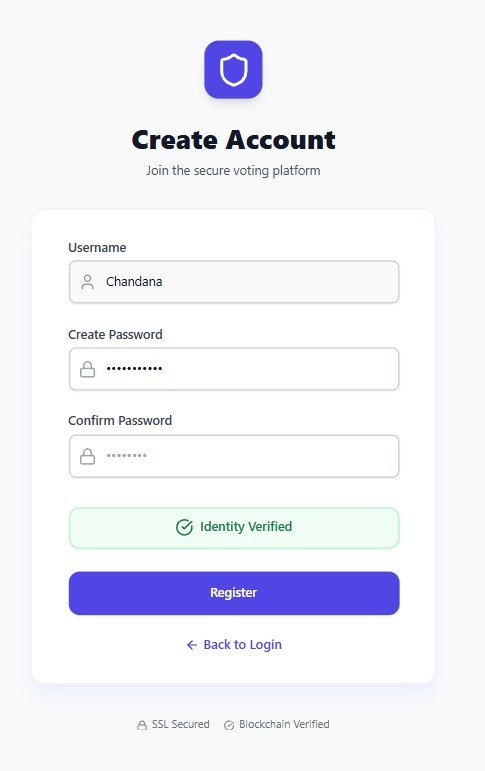 Create Account
Join the secure voting platform
Username
Chandana
Create Password
•••••••••••
Confirm Password
••••••••
Identity Verified
Register
← Back to Login
SSL Secured Blockchain Verified